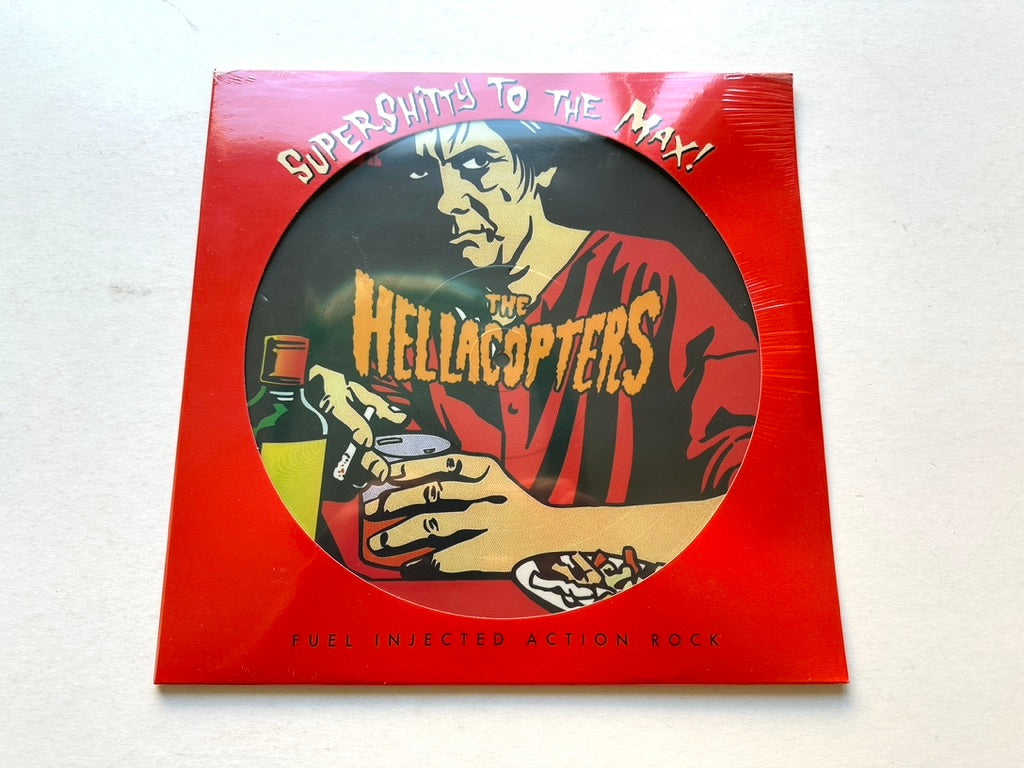 SUPERSHITTY TO THE MAX!
THE
HELLACOPTERS
FUEL INJECTED ACTION ROCK